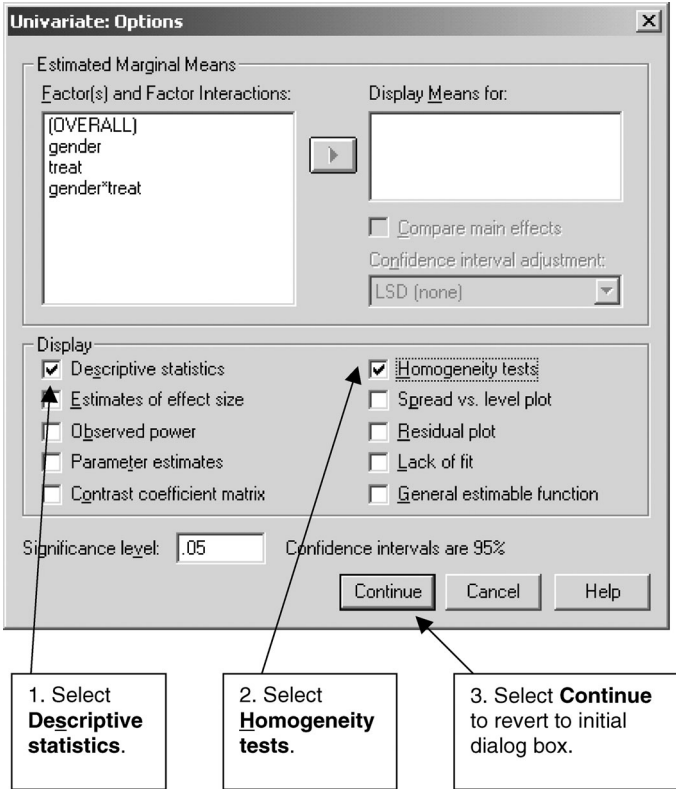 Univariate: Options
Estimated Marginal Means
Factor(s) and Factor Interactions:
(OVERALL)
gender
treat
gender*treat
Display Means for:
Compare main effects
Confidence interval adjustment:
LSD (none)
Display
Descriptive statistics
Homogeneity tests
Estimates of effect size
Spread vs. level plot
Observed power
Residual plot
Parameter estimates
Lack of fit
Contrast coefficient matrix
General estimable function
Significance level: .05 Confidence intervals are 95%
Continue Cancel Help
1. Select
Descriptive
statistics.
2. Select
Homogeneity
tests.
3. Select Continue
to revert to initial
dialog box.